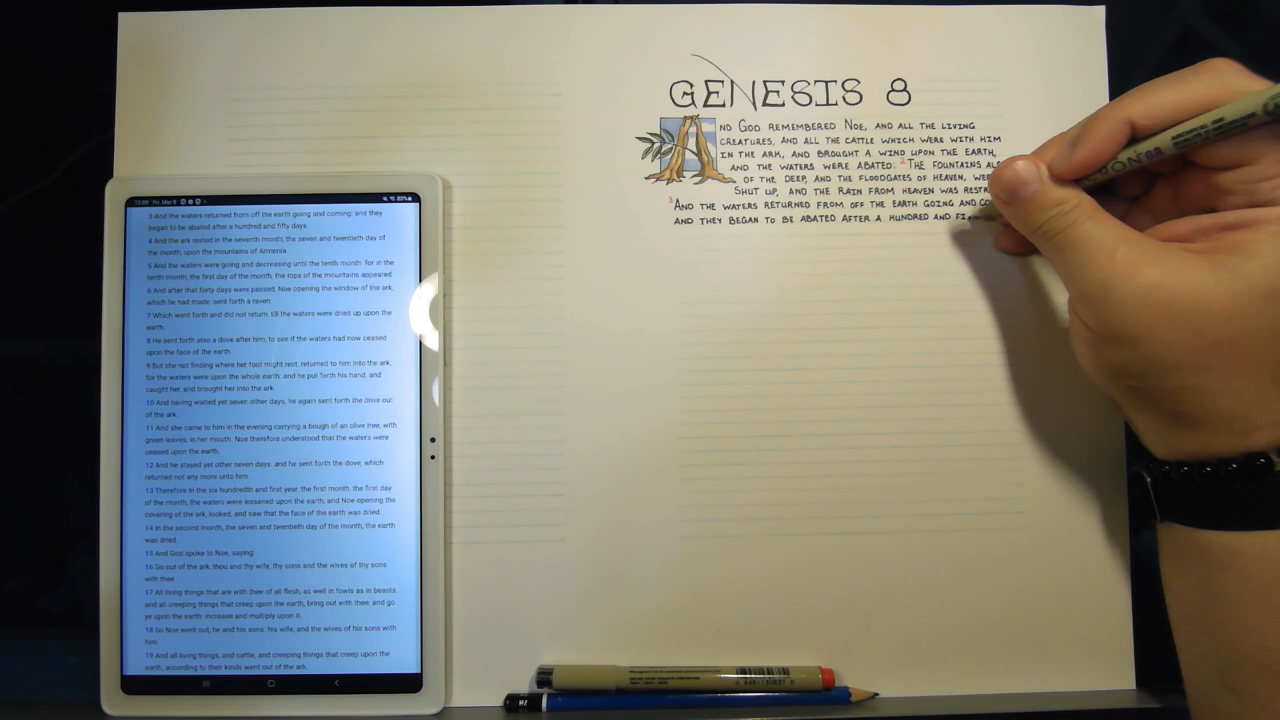 12:09 Fri, Mar 8
80%
3 And the waters returned from off the earth going and coming: and they
began to be abated after a hundred and fifty days.
4 And the ark rested in the seventh month, the seven and twentieth day of
the month, upon the mountains of Armenia.
5 And the waters were going and decreasing until the tenth month: for in the
tenth month, the first day of the month, the tops of the mountains appeared.
6 And after that forty days were passed, Noe opening the window of the ark,
which he had made, sent forth a raven:
7 Which went forth and did not return, till the waters were dried up upon the
earth.
8 He sent forth also a dove after him, to see if the waters had now ceased
upon the face of the earth.
9 But she not finding where her foot might rest, returned to him into the ark:
for the waters were upon the whole earth: and he put forth his hand, and
caught her, and brought her into the ark.
10 And having waited yet seven other days, he again sent forth the dove out
of the ark.
11 And she came to him in the evening carrying a bough of an olive tree, with
green leaves, in her mouth. Noe therefore understood that the waters were
ceased upon the earth.
12 And he stayed yet other seven days: and he sent forth the dove, which
returned not any more unto him.
13 Therefore in the six hundredth and first year, the first month, the first day
of the month, the waters were lessened upon the earth, and Noe opening the
covering of the ark, looked, and saw that the face of the earth was dried.
14 In the second month, the seven and twentieth day of the month, the earth
was dried.
15 And God spoke to Noe, saying:
16 Go out of the ark, thou and thy wife, thy sons and the wives of thy sons
with thee.
17 All living things that are with thee of all flesh, as well in fowls as in beasts,
and all creeping things that creep upon the earth, bring out with thee, and go
ye upon the earth: increase and multiply upon it.
18 So Noe went out, he and his sons: his wife, and the wives of his sons with
him.
19 And all living things, and cattle, and creeping things that creep upon the
earth, according to their kinds went out of the ark.
GENESIS 8
AND GOD REMEMBERED NOE, AND ALL THE LIVING
CREATURES, AND ALL THE CATTLE WHICH WERE WITH HIM
IN THE ARK, AND BROUGHT A WIND UPON THE EARTH,
AND THE WATERS WERE ABATED. 2 THE FOUNTAINS
OF THE DEEP, AND THE FLOODGATES OF HEAVEN, WE
SHUT UP, AND THE RAIN FROM HEAVEN WAS RESTR
3 AND THE WATERS RETURNED FROM OFF THE EARTH GOING AND CO
AND THEY BEGAN TO BE ABATED AFTER A HUNDRED AND FI
2H